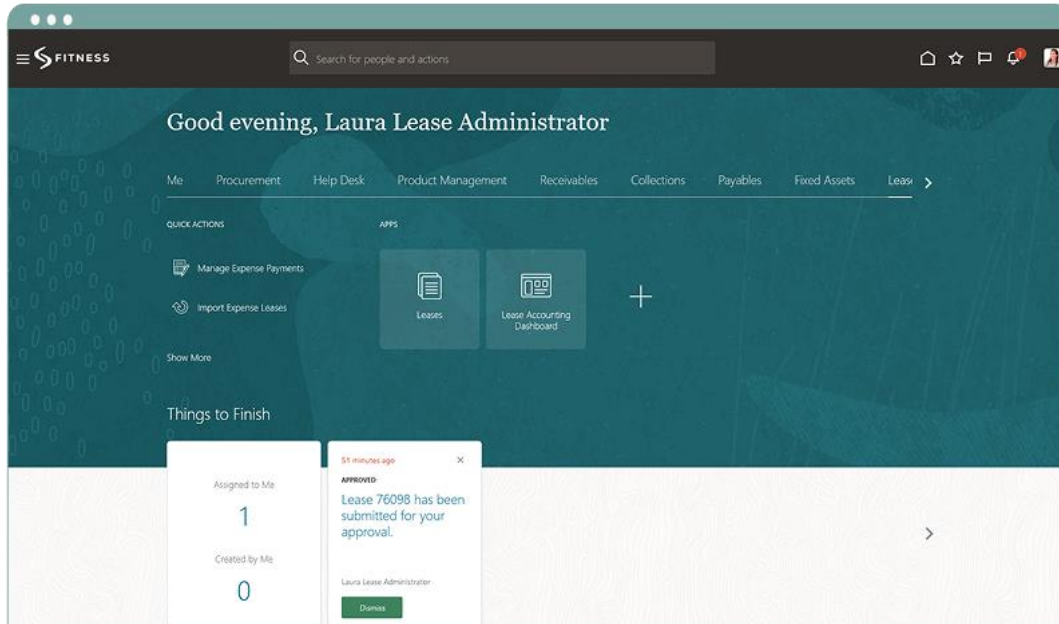 FITNESS
Search for people and actions
1
Good evening, Laura Lease Administrator
Me Procurement Help Desk Product Management Receivables Collections Payables Fixed Assets Lease
QUICK ACTIONS
Manage Expense Payments
Import Expense Leases
Show More
APPS
Leases
Lease Accounting
Dashboard
Things to Finish
Assigned to Me
1
Created by Me
0
51 minutes ago
APPROVED
Lease 76098 has been
submitted for your
approval.
Laura Lease Administrator
Dismiss